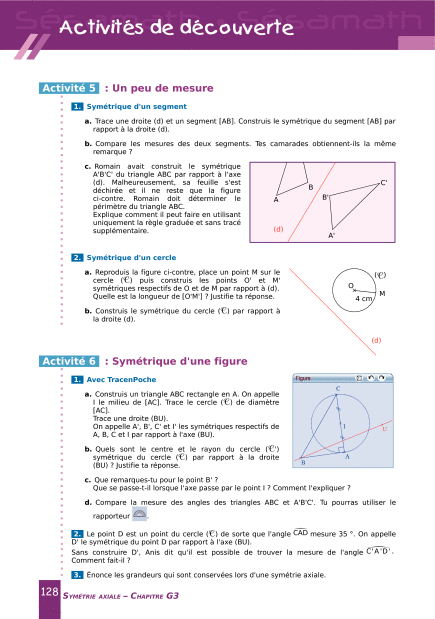 Sésamath Sésamath
Activités de découverte
Activité 5 : Un peu de mesure
1. Symétrique d'un segment
a. Trace une droite (d) et un segment [AB]. Construis le symétrique du segment [AB] par
rapport à la droite (d).
b. Compare les mesures des deux segments. Tes camarades obtiennent-ils la même
remarque ?
c. Romain avait construit le symétrique
A'B'C' du triangle ABC par rapport à l'axe
(d). Malheureusement, sa feuille s'est
déchirée et il ne reste que la figure
ci-contre. Romain doit déterminer le
périmètre du triangle ABC.
Explique comment il peut faire en utilisant
uniquement la règle graduée et sans tracé
supplémentaire.
A
B
B'
C'
A'
(d)
2. Symétrique d'un cercle
a. Reproduis la figure ci-contre, place un point M sur le
cercle (𝒞) puis construis les points O' et M'
symétriques respectifs de O et de M par rapport à (d).
Quelle est la longueur de [O'M'] ? Justifie ta réponse.
b. Construis le symétrique du cercle (𝒞) par rapport à
la droite (d).
(𝒞)
O
M
4 cm
(d)
Activité 6 : Symétrique d'une figure
1. Avec TracenPoche
a. Construis un triangle ABC rectangle en A. On appelle
I le milieu de [AC]. Trace le cercle (𝒞) de diamètre
[AC].
Trace une droite (BU).
On appelle A', B', C' et I' les symétriques respectifs de
A, B, C et I par rapport à l'axe (BU).
b. Quels sont le centre et le rayon du cercle (𝒞')
symétrique du cercle (𝒞) par rapport à la droite
(BU) ? Justifie ta réponse.
Figure
C
I
U
A
B
c. Que remarques-tu pour le point B' ?
Que se passe-t-il lorsque l'axe passe par le point I ? Comment l'expliquer ?
d. Compare la mesure des angles des triangles ABC et A'B'C'. Tu pourras utiliser le
rapporteur .
2. Le point D est un point du cercle (𝒞) de sorte que l'angle CAD mesure 35 °. On appelle
D' le symétrique du point D par rapport à l'axe (BU).
Sans construire D', Anis dit qu'il est possible de trouver la mesure de l'angle C'A'D'.
Comment fait-il ?
3. Énonce les grandeurs qui sont conservées lors d'une symétrie axiale.
128 SYMÉTRIE AXIALE – CHAPITRE G3